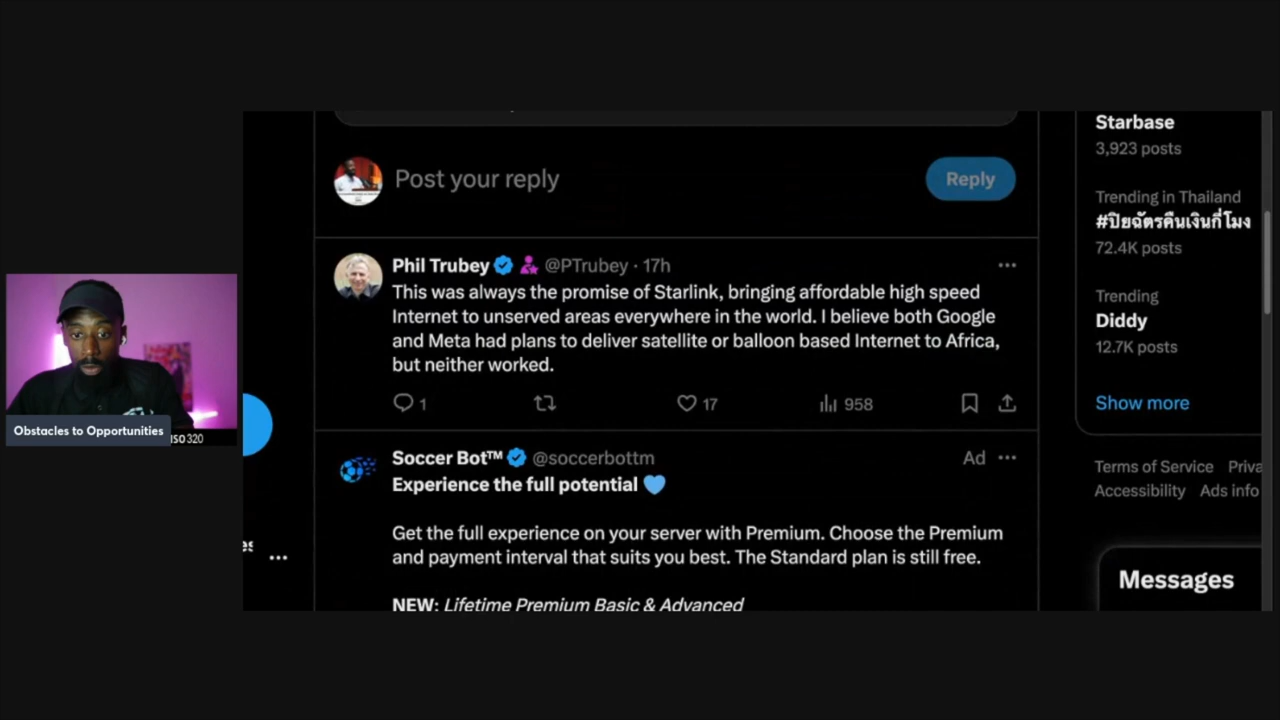 Starbase
3,923 posts
Post your reply
Reply
Trending in Thailand
#ปิยฉัตรคืนเงินกี่โมง
72.4K posts
Phil Trubey @PTrubey · 17h
This was always the promise of Starlink, bringing affordable high speed
Internet to unserved areas everywhere in the world. I believe both Google
and Meta had plans to deliver satellite or balloon based Internet to Africa,
but neither worked.
1 17 958
Trending
Diddy
12.7K posts
Show more
Obstacles to Opportunities
ISO 320
Soccer Bot™ @soccerbottm Ad
Experience the full potential
Get the full experience on your server with Premium. Choose the Premium
and payment interval that suits you best. The Standard plan is still free.
NEW: Lifetime Premium Basic & Advanced
Terms of Service
Accessibility Ads info
Messages